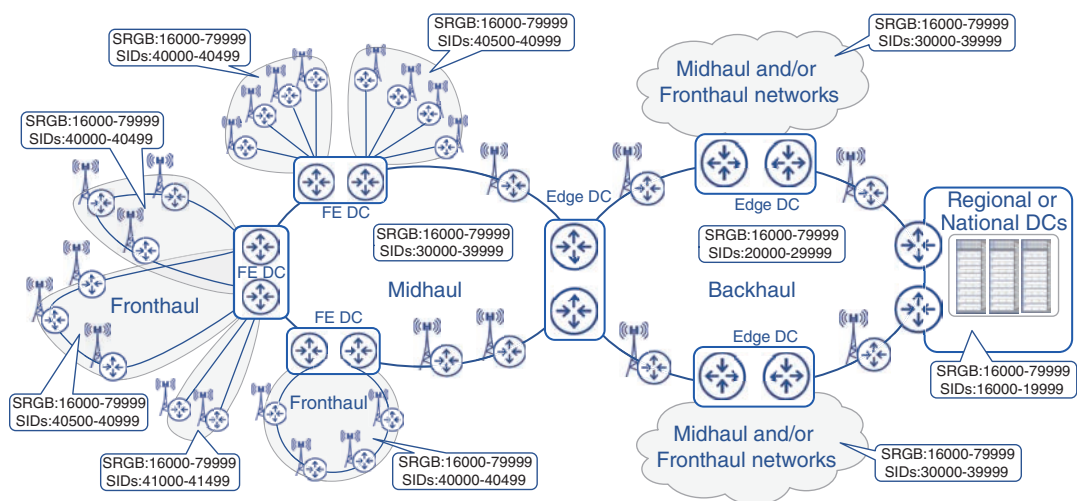 SRGB:16000-79999
SIDs:40000-40499
SRGB:16000-79999
SIDs:40500-40999
SRGB:16000-79999
SIDs:30000-39999
Midhaul and/or
Fronthaul networks
SRGB:16000-79999
SIDs:40000-40499
FE DC
Edge DC
Edge DC
Regional or
National DCs
SRGB:16000-79999
SIDs:30000-39999
SRGB:16000-79999
SIDs:20000-29999
FE DC
Fronthaul
Midhaul
Backhaul
FE DC
Edge DC
SRGB:16000-79999
SIDs:40500-40999
SRGB:16000-79999
SIDs:16000-19999
Fronthaul
SRGB:16000-79999
SIDs:41000-41499
SRGB:16000-79999
SIDs:40000-40499
Midhaul and/or
Fronthaul networks
SRGB:16000-79999
SIDs:30000-39999